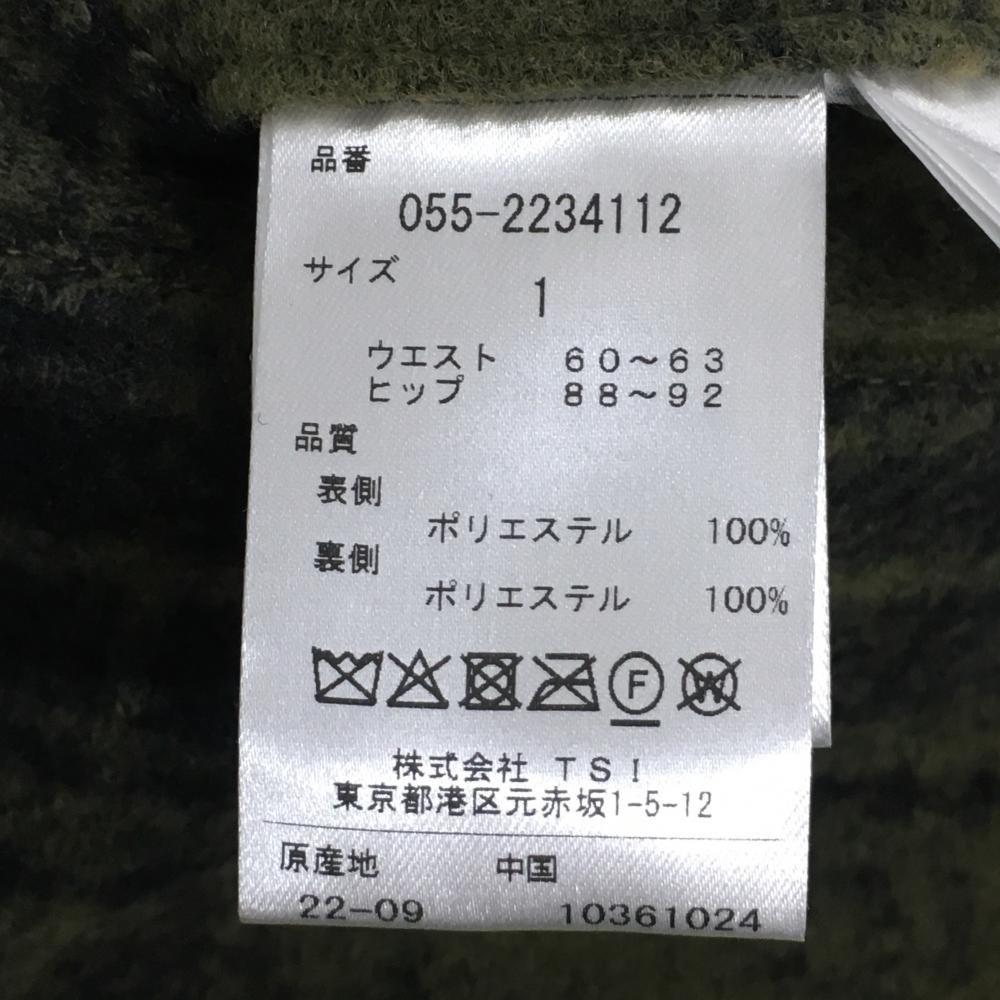 品番
055-2234112
サイズ
1
ウエスト 60～63
ヒップ 88～92
品質
表側
ポリエステル 100%
裏側
ポリエステル 100%
F W
株式会社 TSI
東京都港区元赤坂1-5-12
原産地 中国
22-09 10361024